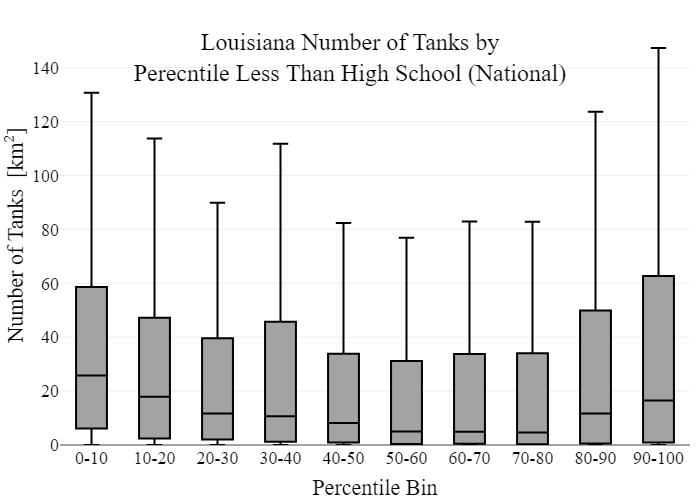 Louisiana Number of Tanks by
Perecntile Less Than High School (National)
Number of Tanks [km²]
140
120
100
80
60
40
20
0
0-10 10-20 20-30 30-40 40-50 50-60 60-70 70-80 80-90 90-100
Percentile Bin